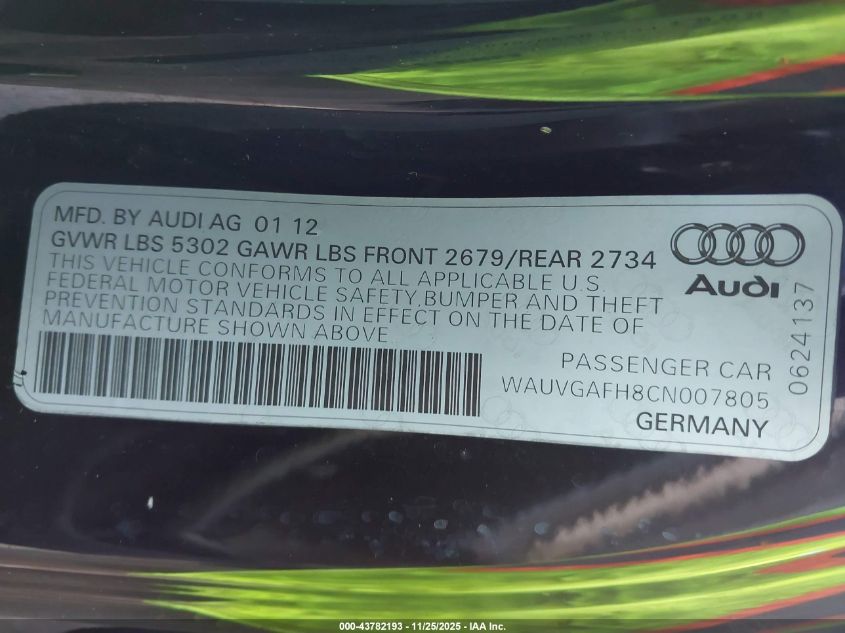 MFD. BY AUDI AG 01 12
GVWR LBS 5302 GAWR LBS FRONT 2679/REAR 2734
THIS VEHICLE CONFORMS TO ALL APPLICABLE U.S.
FEDERAL MOTOR VEHICLE SAFETY, BUMPER AND THEFT
PREVENTION STANDARDS IN EFFECT ON THE DATE OF
MANUFACTURE SHOWN ABOVE.
Audi
0624137
PASSENGER CAR
WAUVGAFH8CN007805
GERMANY
000-43782193 - 11/25/2025 - IAA Inc.